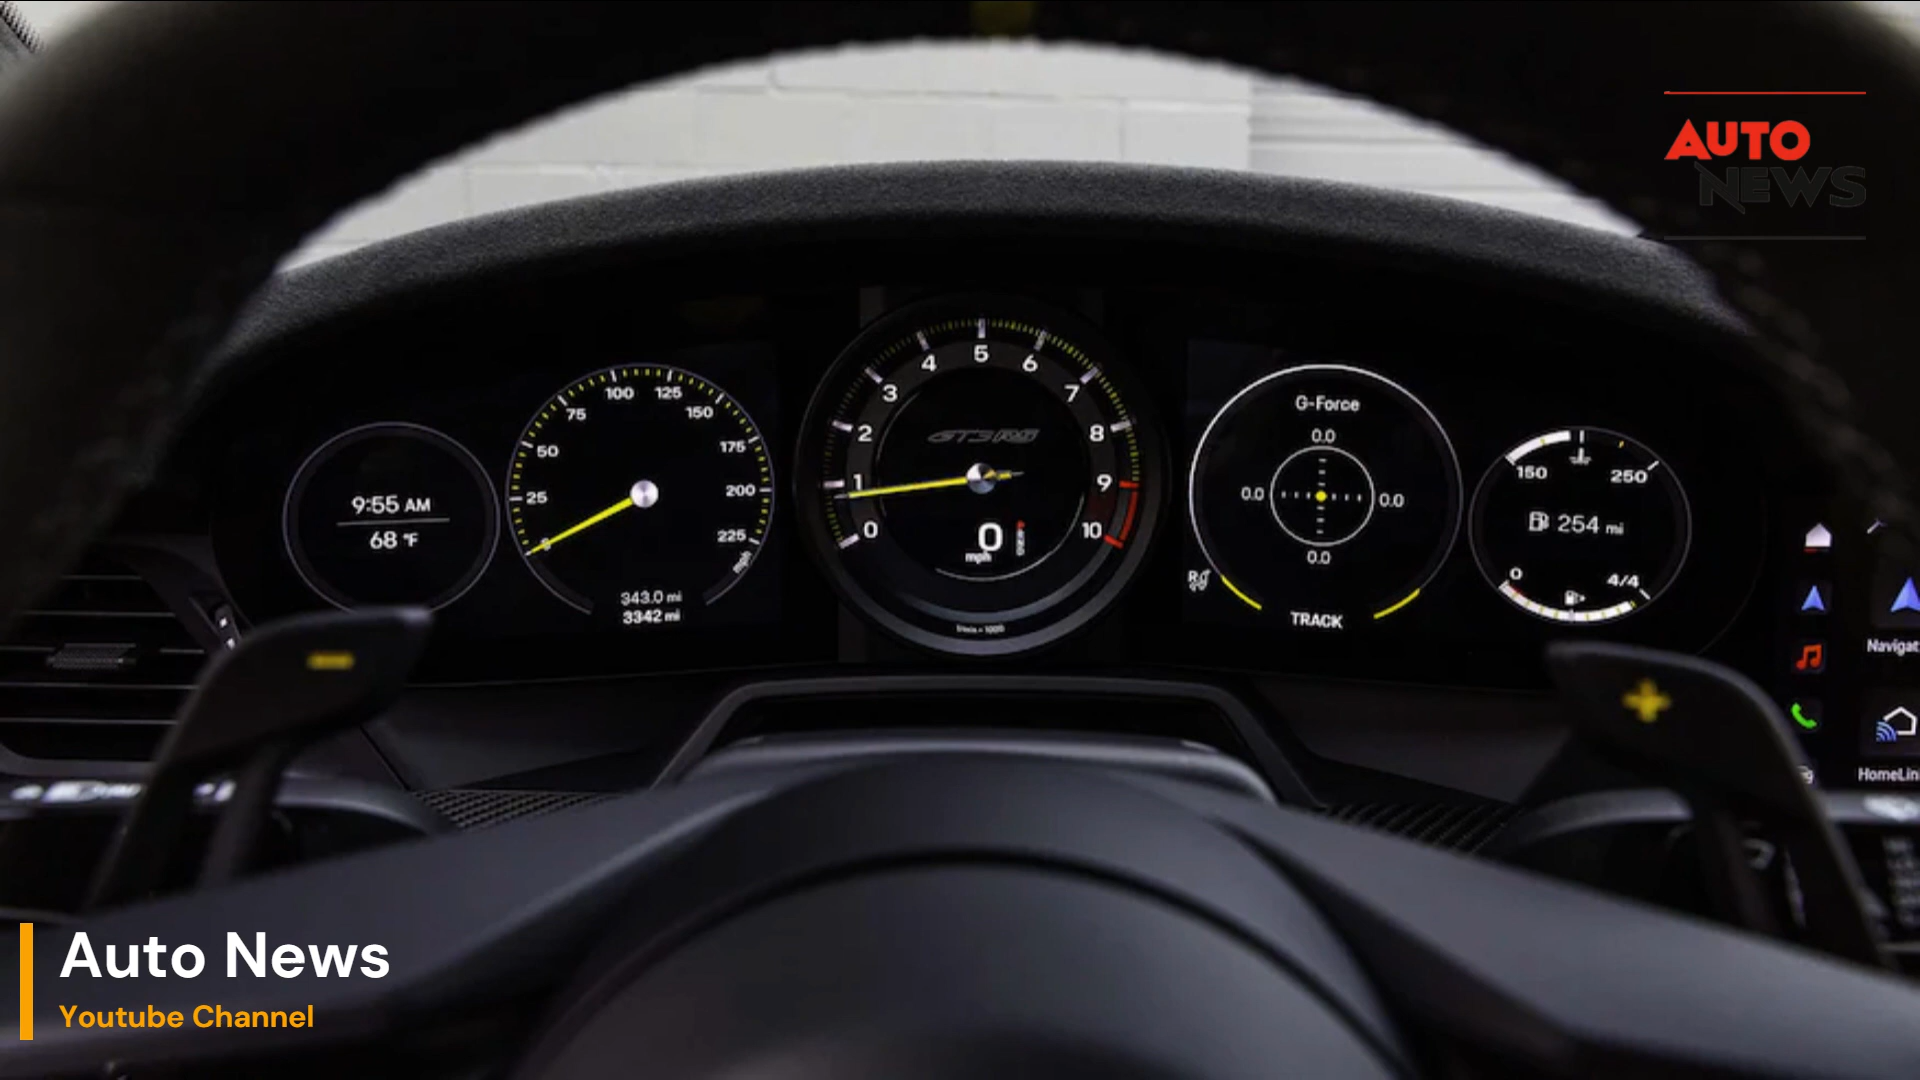 AUTO
NEWS
9:55 AM
68 °F
0
25
50
75
100
125
150
175
200
225
mph
343.0 mi
3342 mi
0
1
2
3
4
5
6
7
8
9
10
GT3 RS
0
mph
G-Force
0.0
0.0
0.0
0.0
TRACK
150
250
254 mi
0
4/4
Navigat
HomeLin
Auto News
Youtube Channel